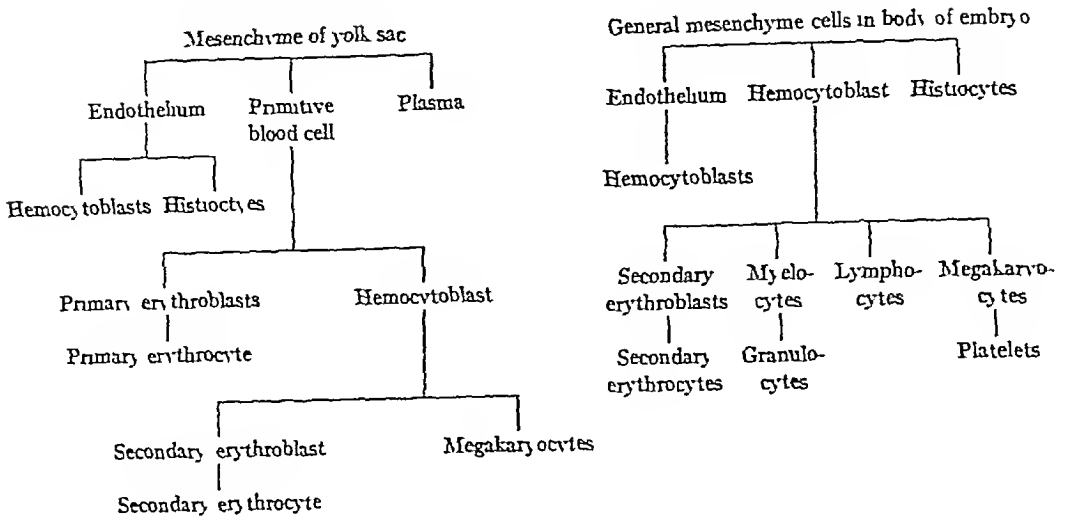 Mesenchyme of yolk sac
Endothelium Primitive Plasma
blood cell
Hemocytoblasts Histioctyes
Primary erythroblasts Hemocytoblast
Primary erythrocyte
Secondary erythroblast Megakaryocytes
Secondary erythrocyte
General mesenchyme cells in body of embryo
Endothelium Hemocytoblast Histiocytes
Hemocytoblasts
Secondary Myelo- Lympho- Megakaryo-
erythroblasts cytes cytes cytes
Secondary Granulo- Platelets
erythrocytes cytes